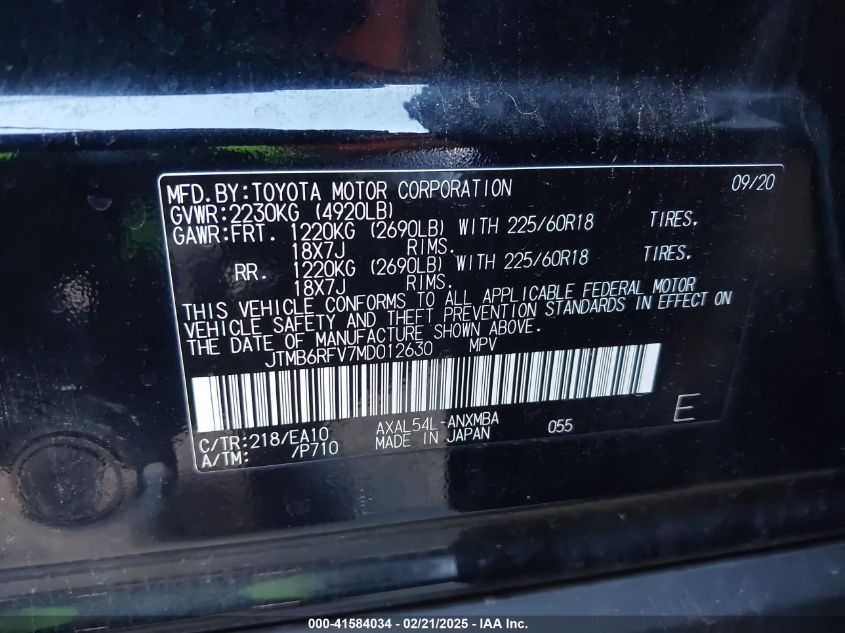 MFD.BY:TOYOTA MOTOR CORPORATION 09/20
GVWR:2230KG (4920LB)
GAWR:FRT. 1220KG (2690LB) WITH 225/60R18 TIRES.
18X7J RIMS.
RR. 1220KG (2690LB) WITH 225/60R18 TIRES.
18X7J RIMS.
THIS VEHICLE CONFORMS TO ALL APPLICABLE FEDERAL MOTOR
VEHICLE SAFETY AND THEFT PREVENTION STANDARDS IN EFFECT ON
THE DATE OF MANUFACTURE SHOWN ABOVE.
JTMB6RFV7MD012630 MPV
C/TR:218/EA10 AXAL54L-ANXMBA 055 E
A/TM: /P710 MADE IN JAPAN
000-41584034 - 02/21/2025 - IAA Inc.